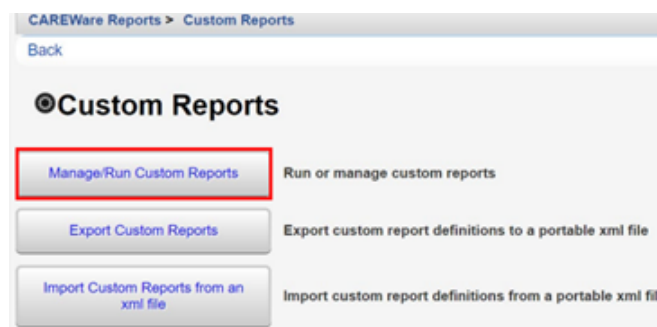 CAREWare Reports > Custom Reports
Back
Custom Reports
Manage/Run Custom Reports
Run or manage custom reports
Export Custom Reports
Export custom report definitions to a portable xml file
Import Custom Reports from an
xml file
Import custom report definitions from a portable xml fil